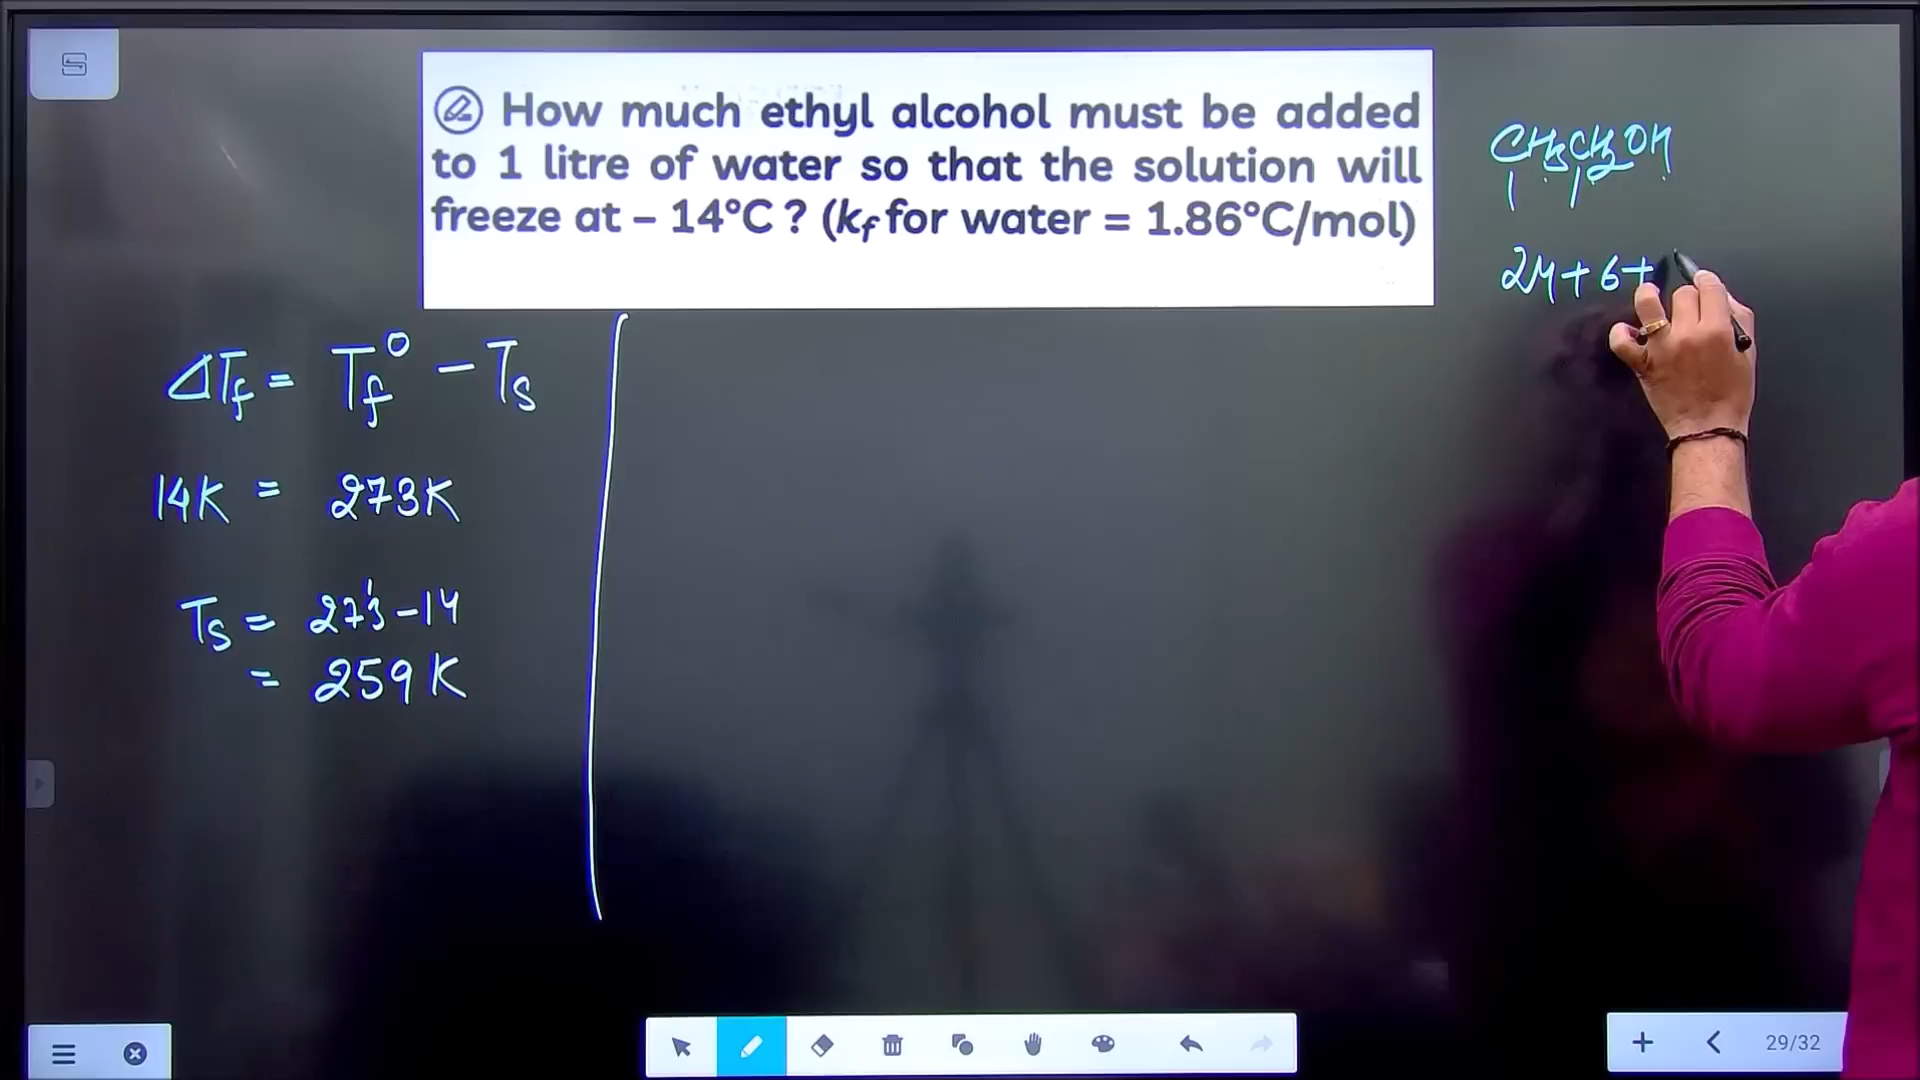 How much ethyl alcohol must be added
to 1 litre of water so that the solution will
freeze at – 14°C ? (kf for water = 1.86°C/mol)
CH3CH2OH
24+6+
ΔTf = Tf° - Ts
14K = 273K
Ts = 273-14
= 259K
29/32